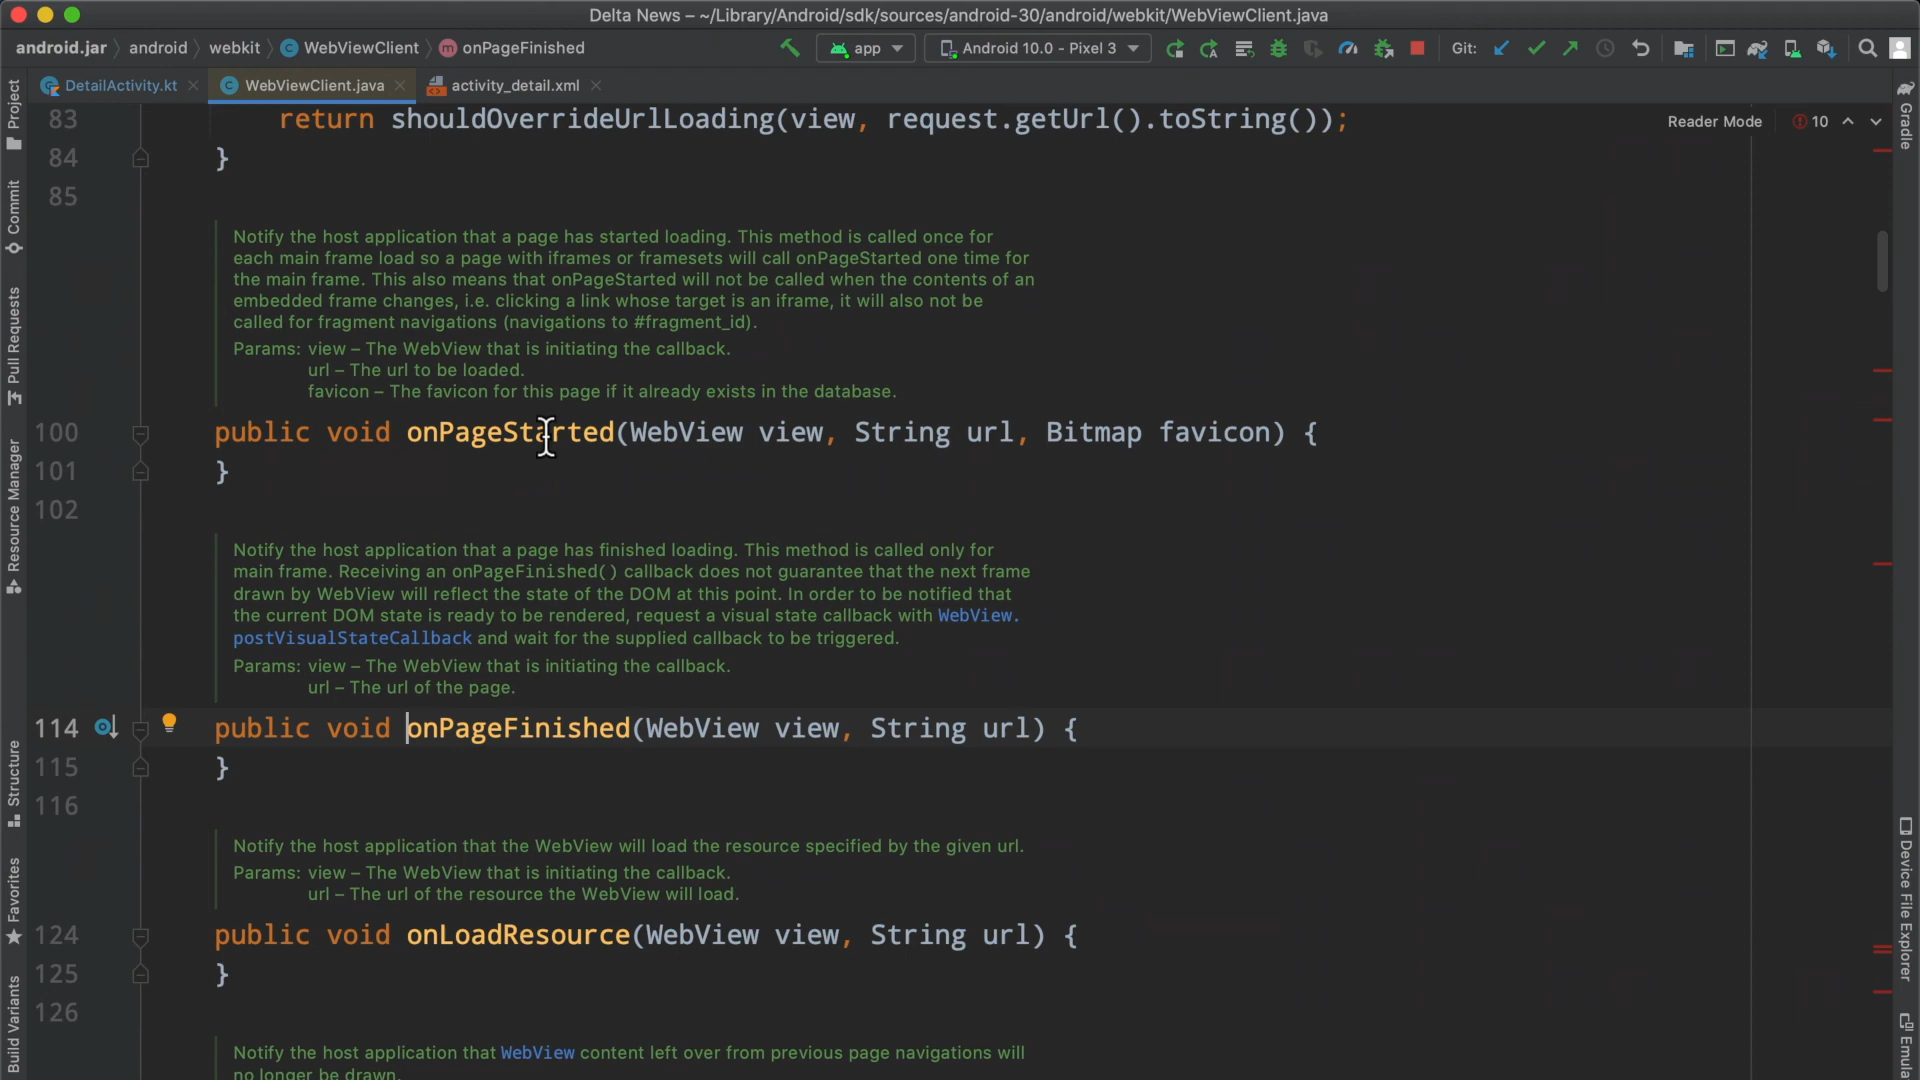 Delta News – ~/Library/Android/sdk/sources/android-30/android/webkit/WebViewClient.java
android.jar android webkit WebViewClient onPageFinished app Android 10.0 - Pixel 3 Git:
DetailActivity.kt WebViewClient.java activity_detail.xml
Reader Mode 10
Project
Commit
Pull Requests
Resource Manager
Structure
Favorites
Build Variants
83 return shouldOverrideUrlLoading(view, request.getUrl().toString());
84 }
85
Notify the host application that a page has started loading. This method is called once for
each main frame load so a page with iframes or framesets will call onPageStarted one time for
the main frame. This also means that onPageStarted will not be called when the contents of an
embedded frame changes, i.e. clicking a link whose target is an iframe, it will also not be
called for fragment navigations (navigations to #fragment_id).
Params: view – The WebView that is initiating the callback.
url – The url to be loaded.
favicon – The favicon for this page if it already exists in the database.
100 public void onPageStarted(WebView view, String url, Bitmap favicon) {
101 }
102
Notify the host application that a page has finished loading. This method is called only for
main frame. Receiving an onPageFinished() callback does not guarantee that the next frame
drawn by WebView will reflect the state of the DOM at this point. In order to be notified that
the current DOM state is ready to be rendered, request a visual state callback with WebView.
postVisualStateCallback and wait for the supplied callback to be triggered.
Params: view – The WebView that is initiating the callback.
url – The url of the page.
114 public void onPageFinished(WebView view, String url) {
115 }
116
Notify the host application that the WebView will load the resource specified by the given url.
Params: view – The WebView that is initiating the callback.
url – The url of the resource the WebView will load.
124 public void onLoadResource(WebView view, String url) {
125 }
126
Notify the host application that WebView content left over from previous page navigations will
no longer be drawn.
Gradle
Device File Explorer
Emula